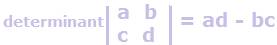 determinant | a b | = ad - bc
| c d |